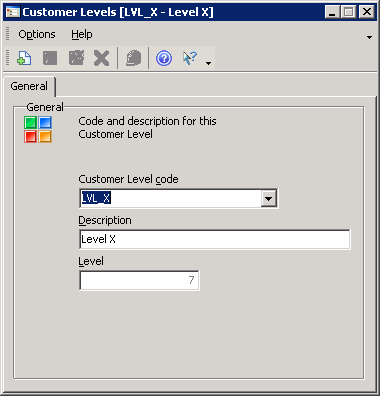 Customer Levels [LVL_X - Level X]
Options Help
General
General
Code and description for this
Customer Level
Customer Level code
LVL_X
Description
Level X
Level
7